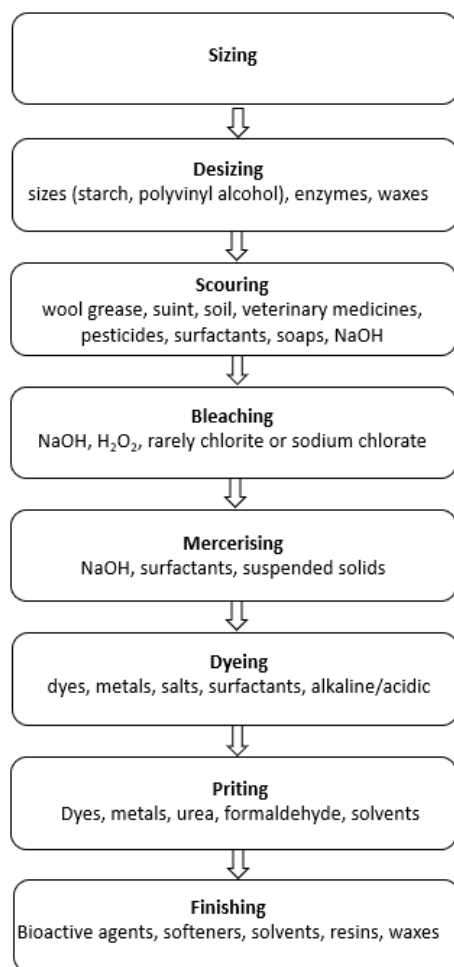 Sizing
Desizing
sizes (starch, polyvinyl alcohol), enzymes, waxes
Scouring
wool grease, suint, soil, veterinary medicines,
pesticides, surfactants, soaps, NaOH
Bleaching
NaOH, H₂O₂, rarely chlorite or sodium chlorate
Mercerising
NaOH, surfactants, suspended solids
Dyeing
dyes, metals, salts, surfactants, alkaline/acidic
Priting
Dyes, metals, urea, formaldehyde, solvents
Finishing
Bioactive agents, softeners, solvents, resins, waxes